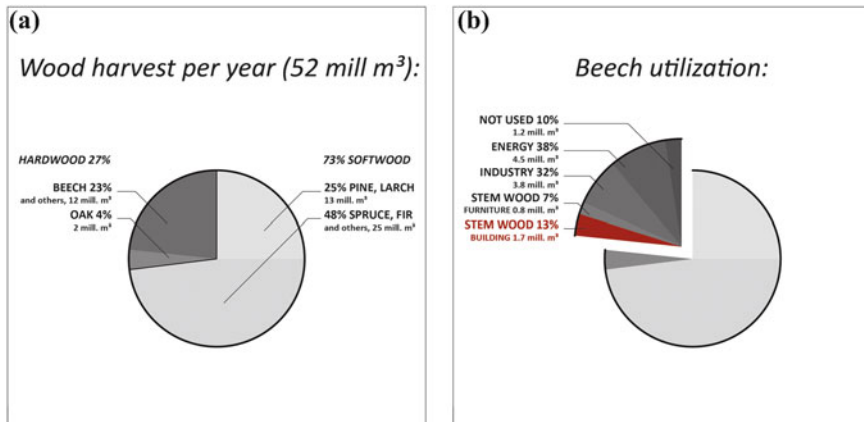 (a)
Wood harvest per year (52 mill m³):
HARDWOOD 27%
73% SOFTWOOD
BEECH 23%
and others, 12 mill. m³
OAK 4%
2 mill. m³
25% PINE, LARCH
13 mill. m³
48% SPRUCE, FIR
and others, 25 mill. m³
(b)
Beech utilization:
NOT USED 10%
1.2 mill. m³
ENERGY 38%
4.5 mill. m³
INDUSTRY 32%
3.8 mill. m³
STEM WOOD 7%
FURNITURE 0.8 mill. m³
STEM WOOD 13%
BUILDING 1.7 mill. m³